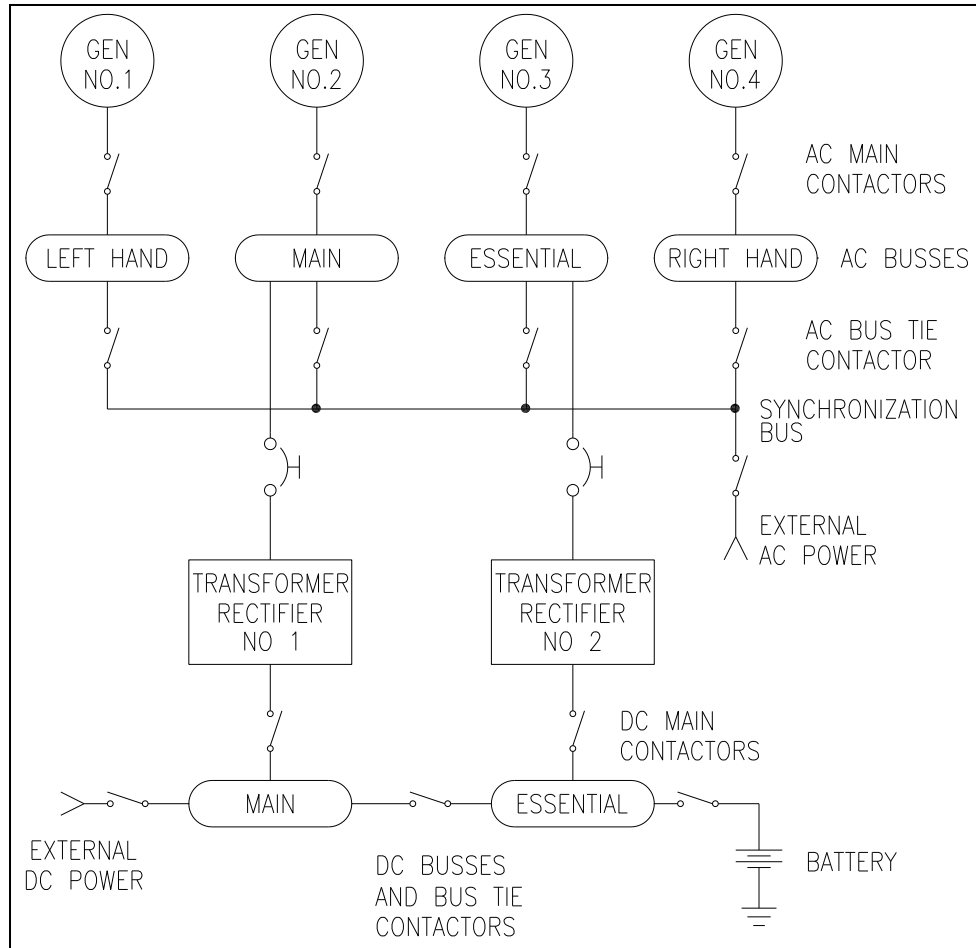 GEN
NO.1
GEN
NO.2
GEN
NO.3
GEN
NO.4
AC MAIN
CONTACTORS
LEFT HAND
MAIN
ESSENTIAL
RIGHT HAND
AC BUSSES
AC BUS TIE
CONTACTOR
SYNCHRONIZATION
BUS
EXTERNAL
AC POWER
TRANSFORMER
RECTIFIER
NO 1
TRANSFORMER
RECTIFIER
NO 2
DC MAIN
CONTACTORS
MAIN
ESSENTIAL
EXTERNAL
DC POWER
DC BUSSES
AND BUS TIE
CONTACTORS
BATTERY